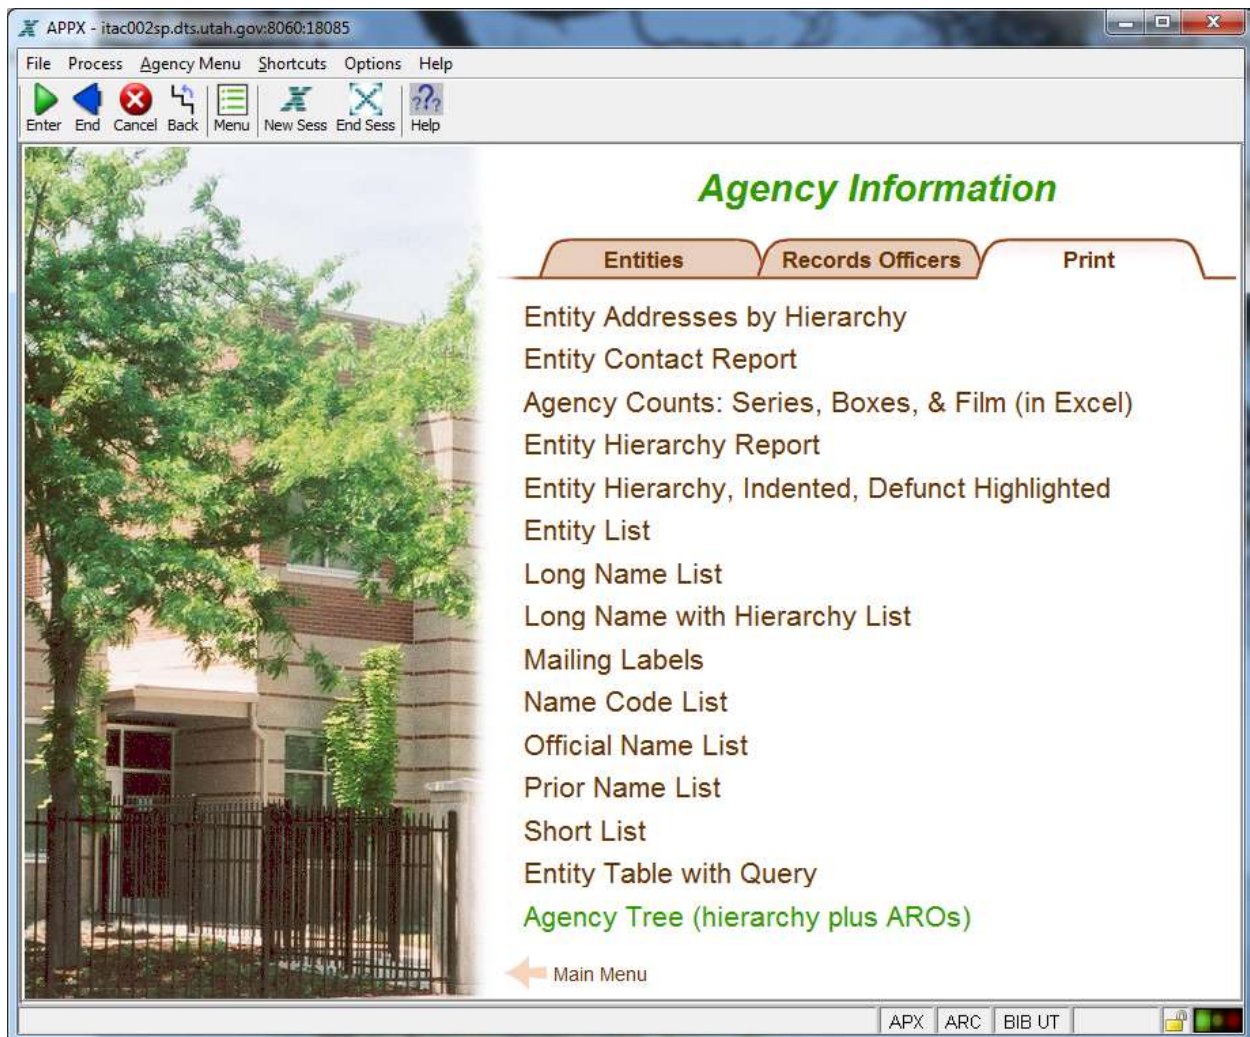 APPX - itac002sp.dts.utah.gov:8060:18085
File Process Agency Menu Shortcuts Options Help
Enter End Cancel Back Menu New Sess End Sess Help
???
Agency Information
Entities Records Officers Print
Entity Addresses by Hierarchy
Entity Contact Report
Agency Counts: Series, Boxes, & Film (in Excel)
Entity Hierarchy Report
Entity Hierarchy, Indented, Defunct Highlighted
Entity List
Long Name List
Long Name with Hierarchy List
Mailing Labels
Name Code List
Official Name List
Prior Name List
Short List
Entity Table with Query
Agency Tree (hierarchy plus AROs)
Main Menu
APX ARC BIB UT